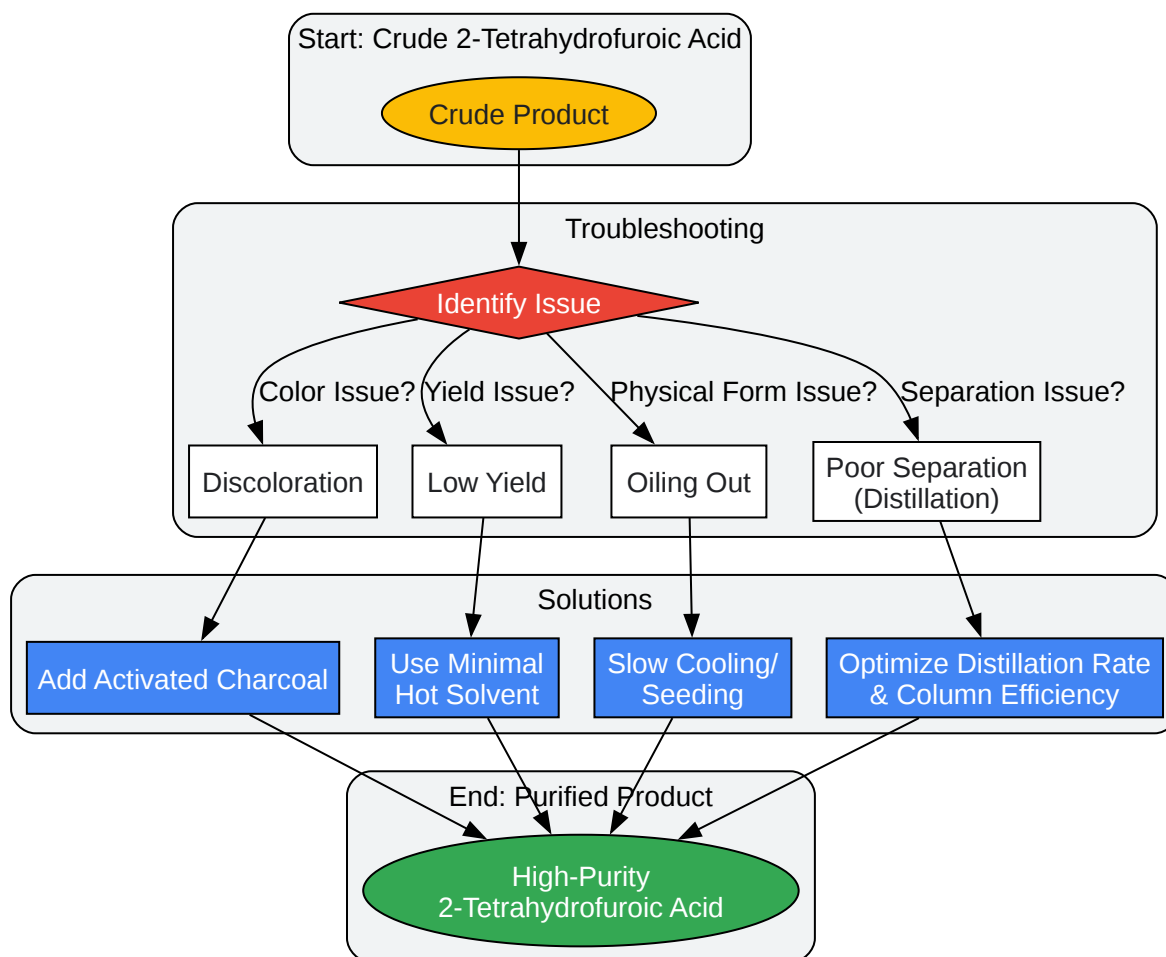 Start: Crude 2-Tetrahydrofuroic Acid
Crude Product
Troubleshooting
Identify Issue
Color Issue?
Yield Issue?
Physical Form Issue?
Separation Issue?
Discoloration
Low Yield
Oiling Out
Poor Separation
(Distillation)
Solutions
Add Activated Charcoal
Use Minimal
Hot Solvent
Slow Cooling/
Seeding
Optimize Distillation Rate
& Column Efficiency
End: Purified Product
High-Purity
2-Tetrahydrofuroic Acid